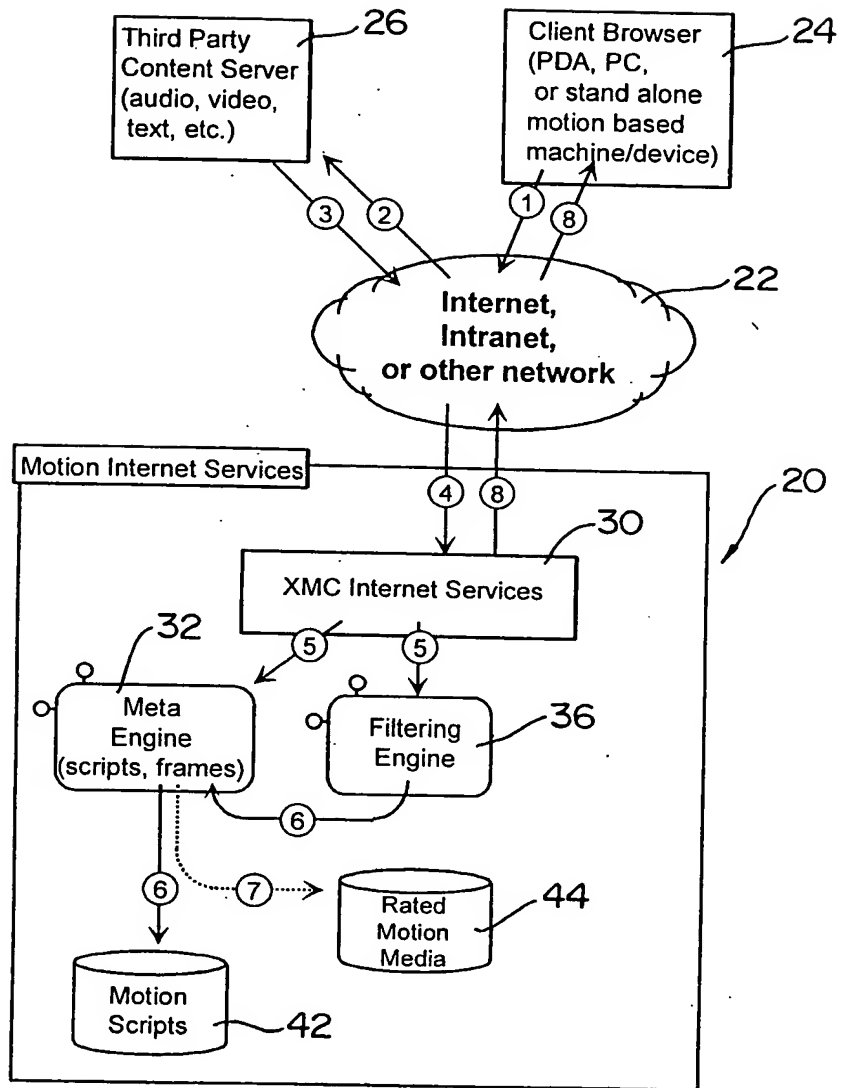 Third Party
Content Server
(audio, video,
text, etc.)
26
Client Browser
(PDA, PC,
or stand alone
motion based
machine/device)
24
3
2
1
8
Internet,
Intranet,
or other network
22
Motion Internet Services
4
8
20
XMC Internet Services
30
5
5
Meta
Engine
(scripts, frames)
32
Filtering
Engine
36
6
6
7
Rated
Motion
Media
44
Motion
Scripts
42